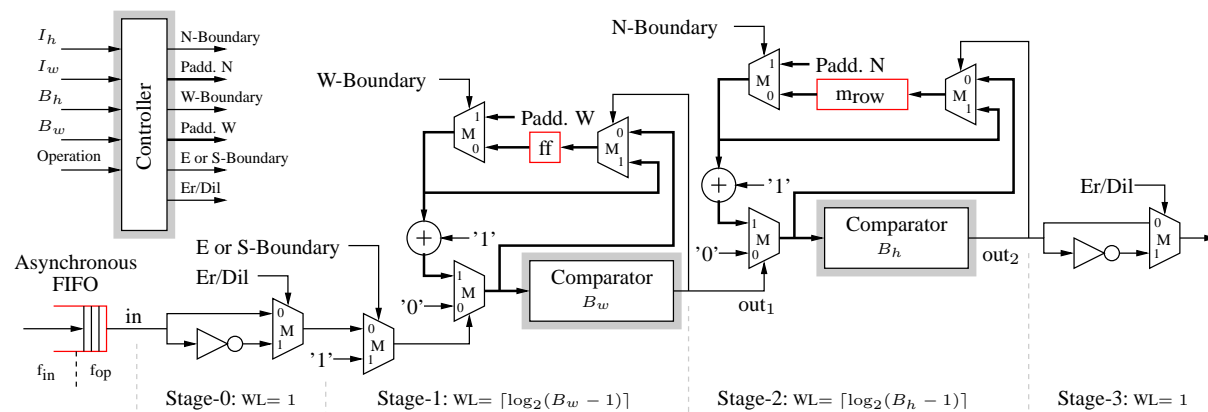 I_h
I_w
B_h
B_w
Operation
Controller
N-Boundary
Padd. N
W-Boundary
Padd. W
E or S-Boundary
Er/Dil
N-Boundary
1
M
0
Padd. N
m_row
0
M
1
W-Boundary
1
M
0
Padd. W
ff
0
M
1
+
'1'
1
M
0
'0'
Comparator
B_h
out_2
Er/Dil
0
M
1
+
'1'
1
M
0
'0'
Comparator
B_w
out_1
E or S-Boundary
0
M
1
'1'
Er/Dil
0
M
1
Asynchronous
FIFO
in
f_in
f_op
Stage-0: WL= 1
Stage-1: WL= ⌈log_2(B_w − 1)⌉
Stage-2: WL= ⌈log_2(B_h − 1)⌉
Stage-3: WL= 1